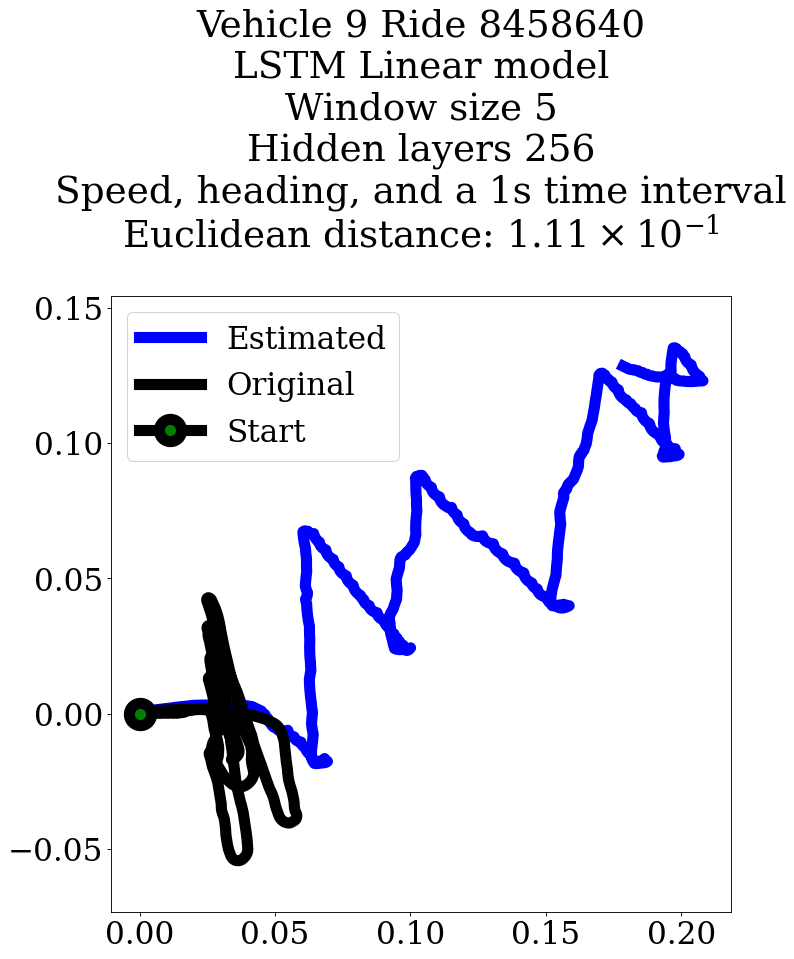 Vehicle 9 Ride 8458640
LSTM Linear model
Window size 5
Hidden layers 256
Speed, heading, and a 1s time interval
Euclidean distance: 1.11 × 10⁻¹
0.15
0.10
0.05
0.00
−0.05
Estimated
Original
Start
0.00 0.05 0.10 0.15 0.20